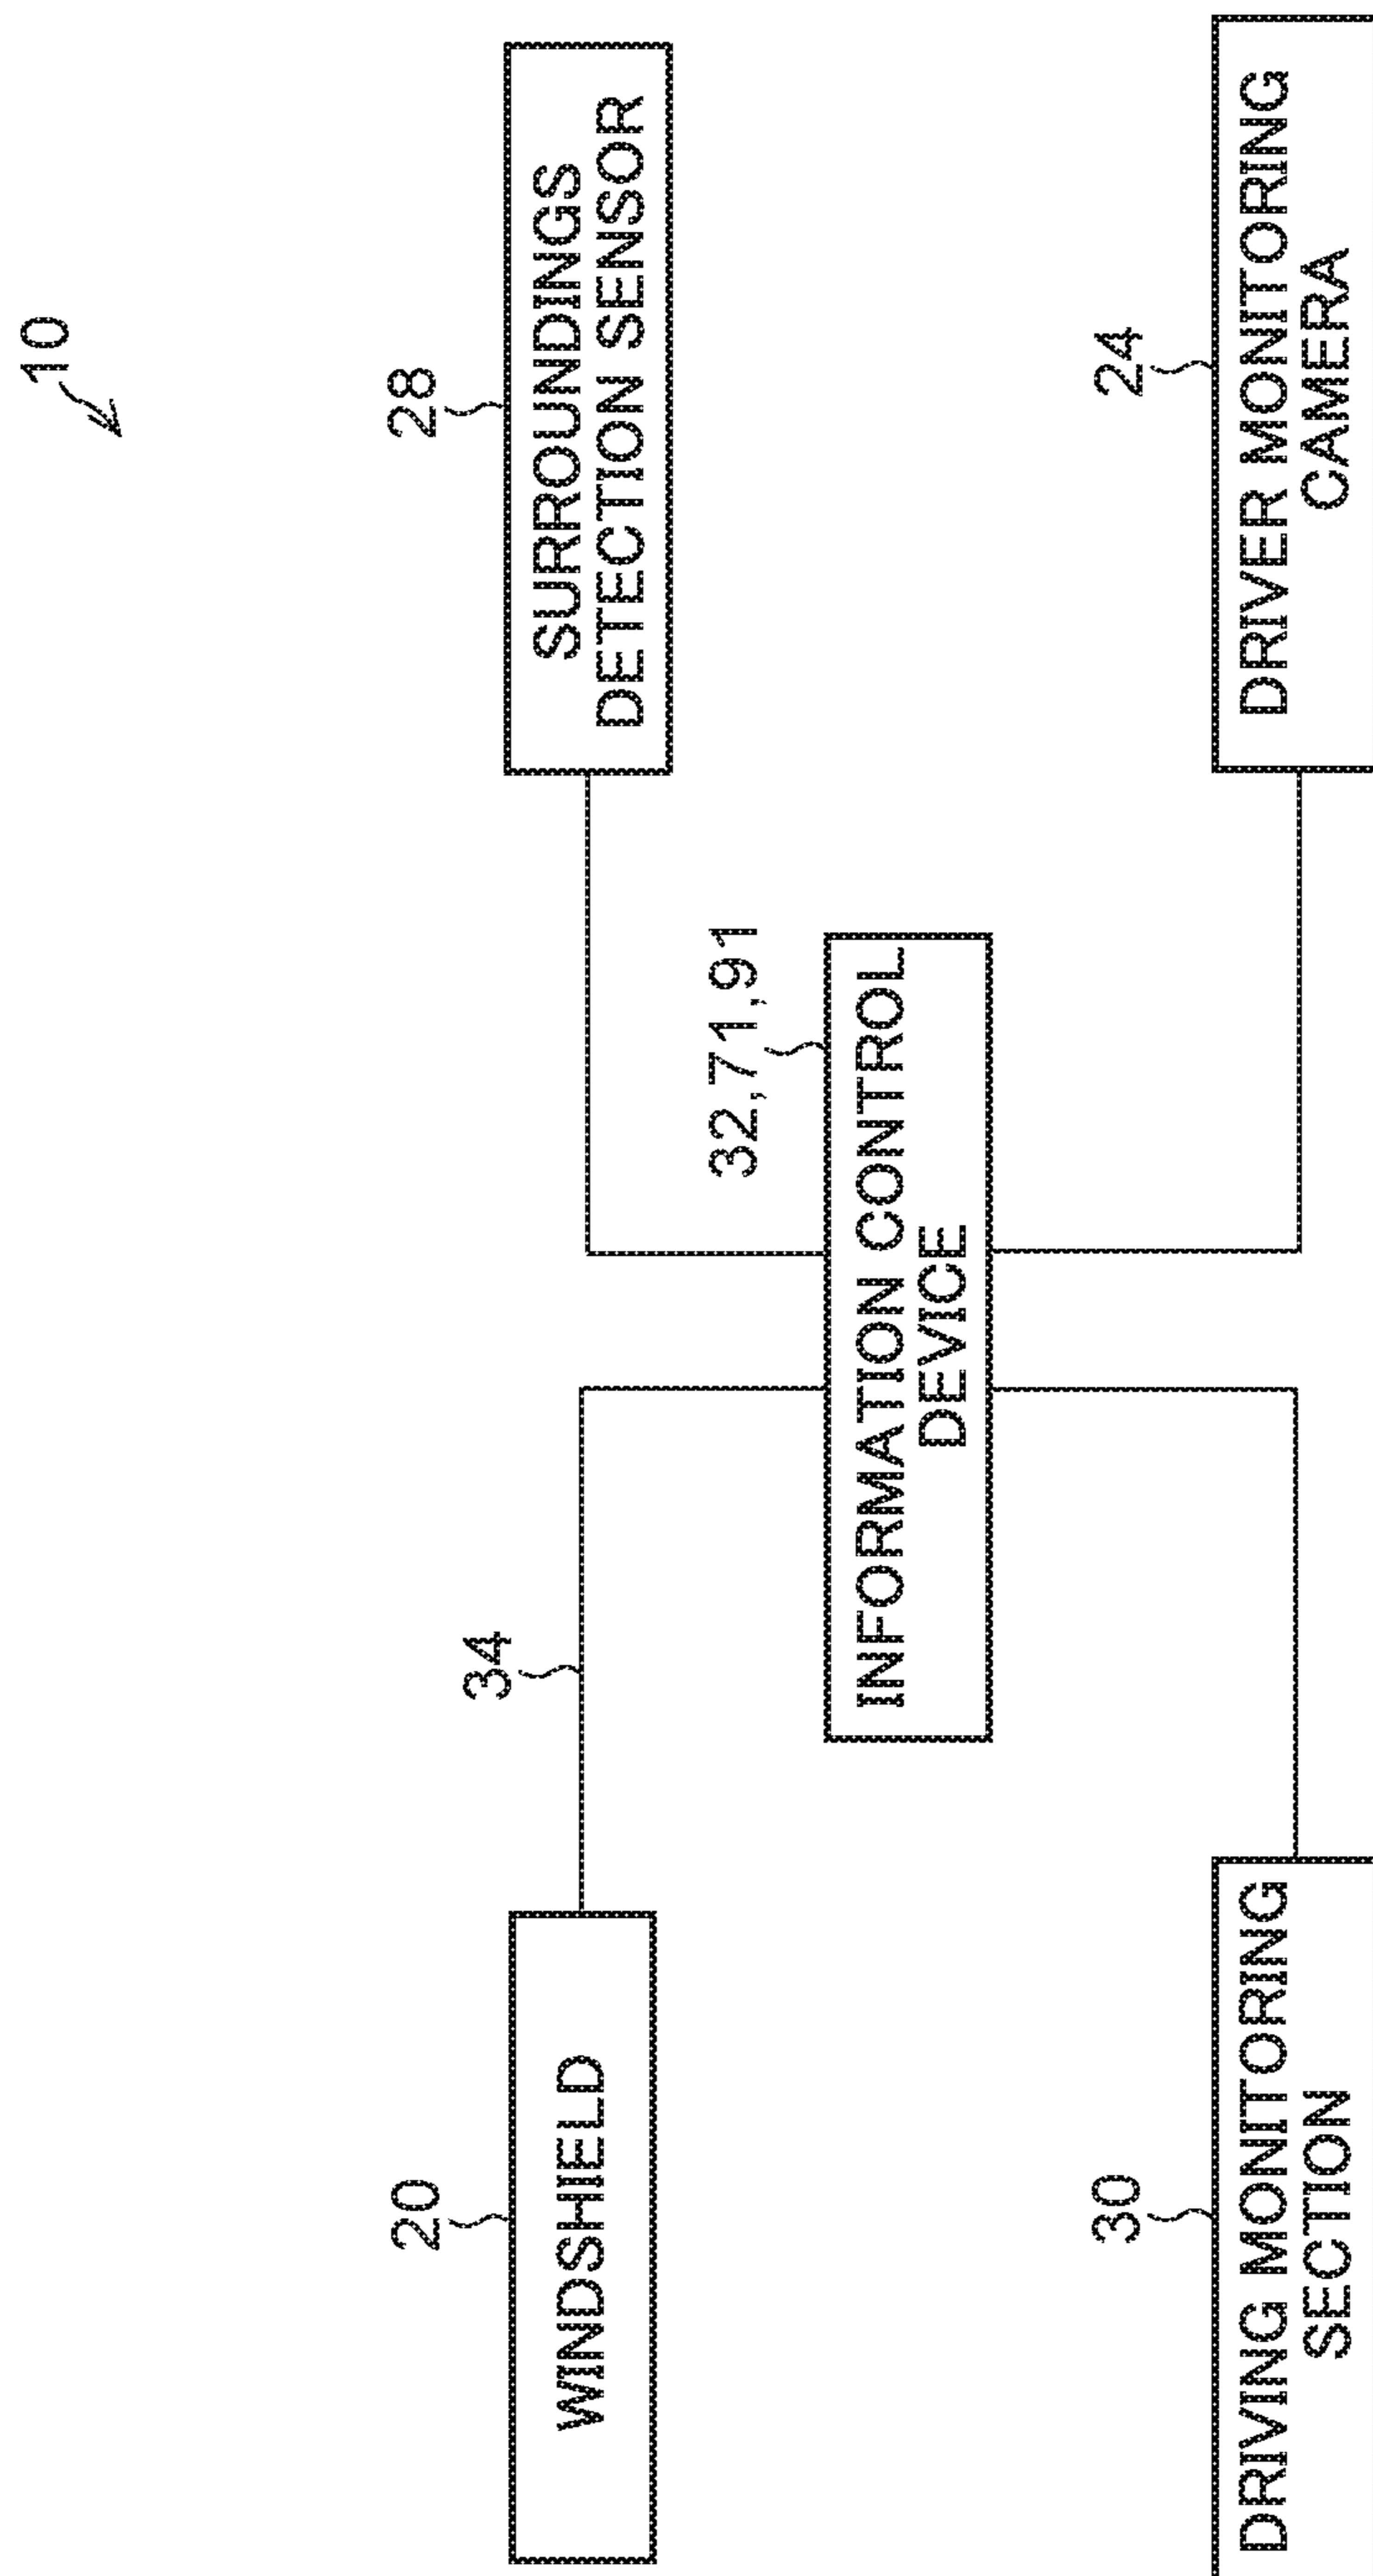 10
20
WINDSHIELD
34
28
SURROUNDINGS
DETECTION SENSOR
32,71,91
INFORMATION CONTROL
DEVICE
30
DRIVING MONITORING
SECTION
24
DRIVER MONITORING
CAMERA